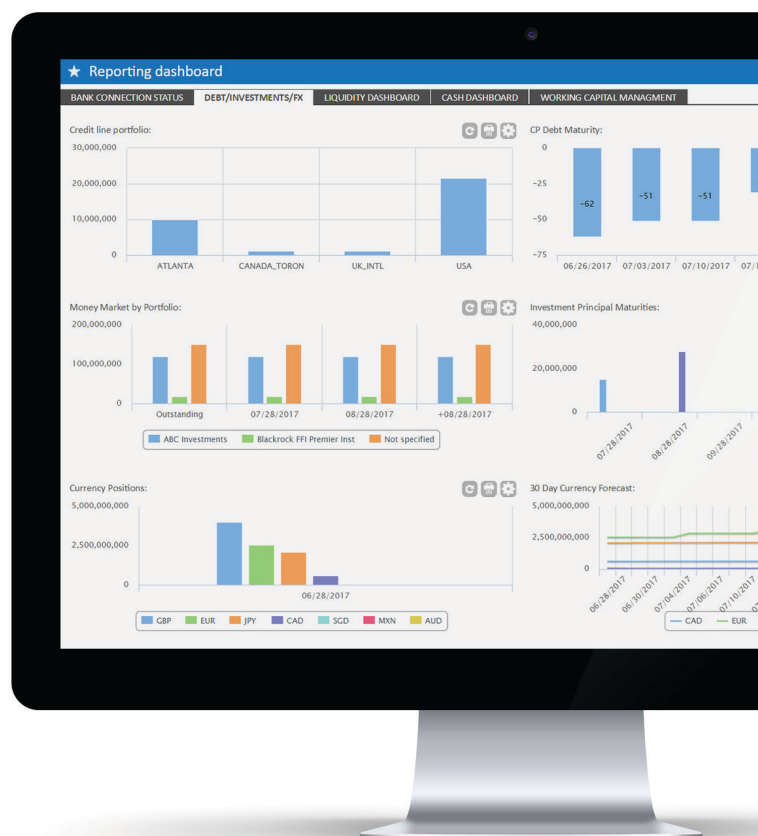 ★ Reporting dashboard
BANK CONNECTION STATUS DEBT/INVESTMENTS/FX LIQUIDITY DASHBOARD CASH DASHBOARD WORKING CAPITAL MANAGMENT
Credit line portfolio:
30,000,000
20,000,000
10,000,000
0
ATLANTA CANADA_TORON UK_INTL USA
CP Debt Maturity:
0
-25
-50
-75
-62 -51 -51
06/26/2017 07/03/2017 07/10/2017 07/1
Money Market by Portfolio:
200,000,000
100,000,000
0
Outstanding 07/28/2017 08/28/2017 +08/28/2017
ABC Investments Blackrock FFI Premier Inst Not specified
Investment Principal Maturities:
40,000,000
20,000,000
0
07/28/2017 08/28/2017 09/28/2017
Currency Positions:
5,000,000,000
2,500,000,000
0
06/28/2017
GBP EUR JPY CAD SGD MXN AUD
30 Day Currency Forecast:
5,000,000,000
2,500,000,000
0
06/28/2017 06/30/2017 07/04/2017 07/06/2017 07/10/2017
CAD EUR